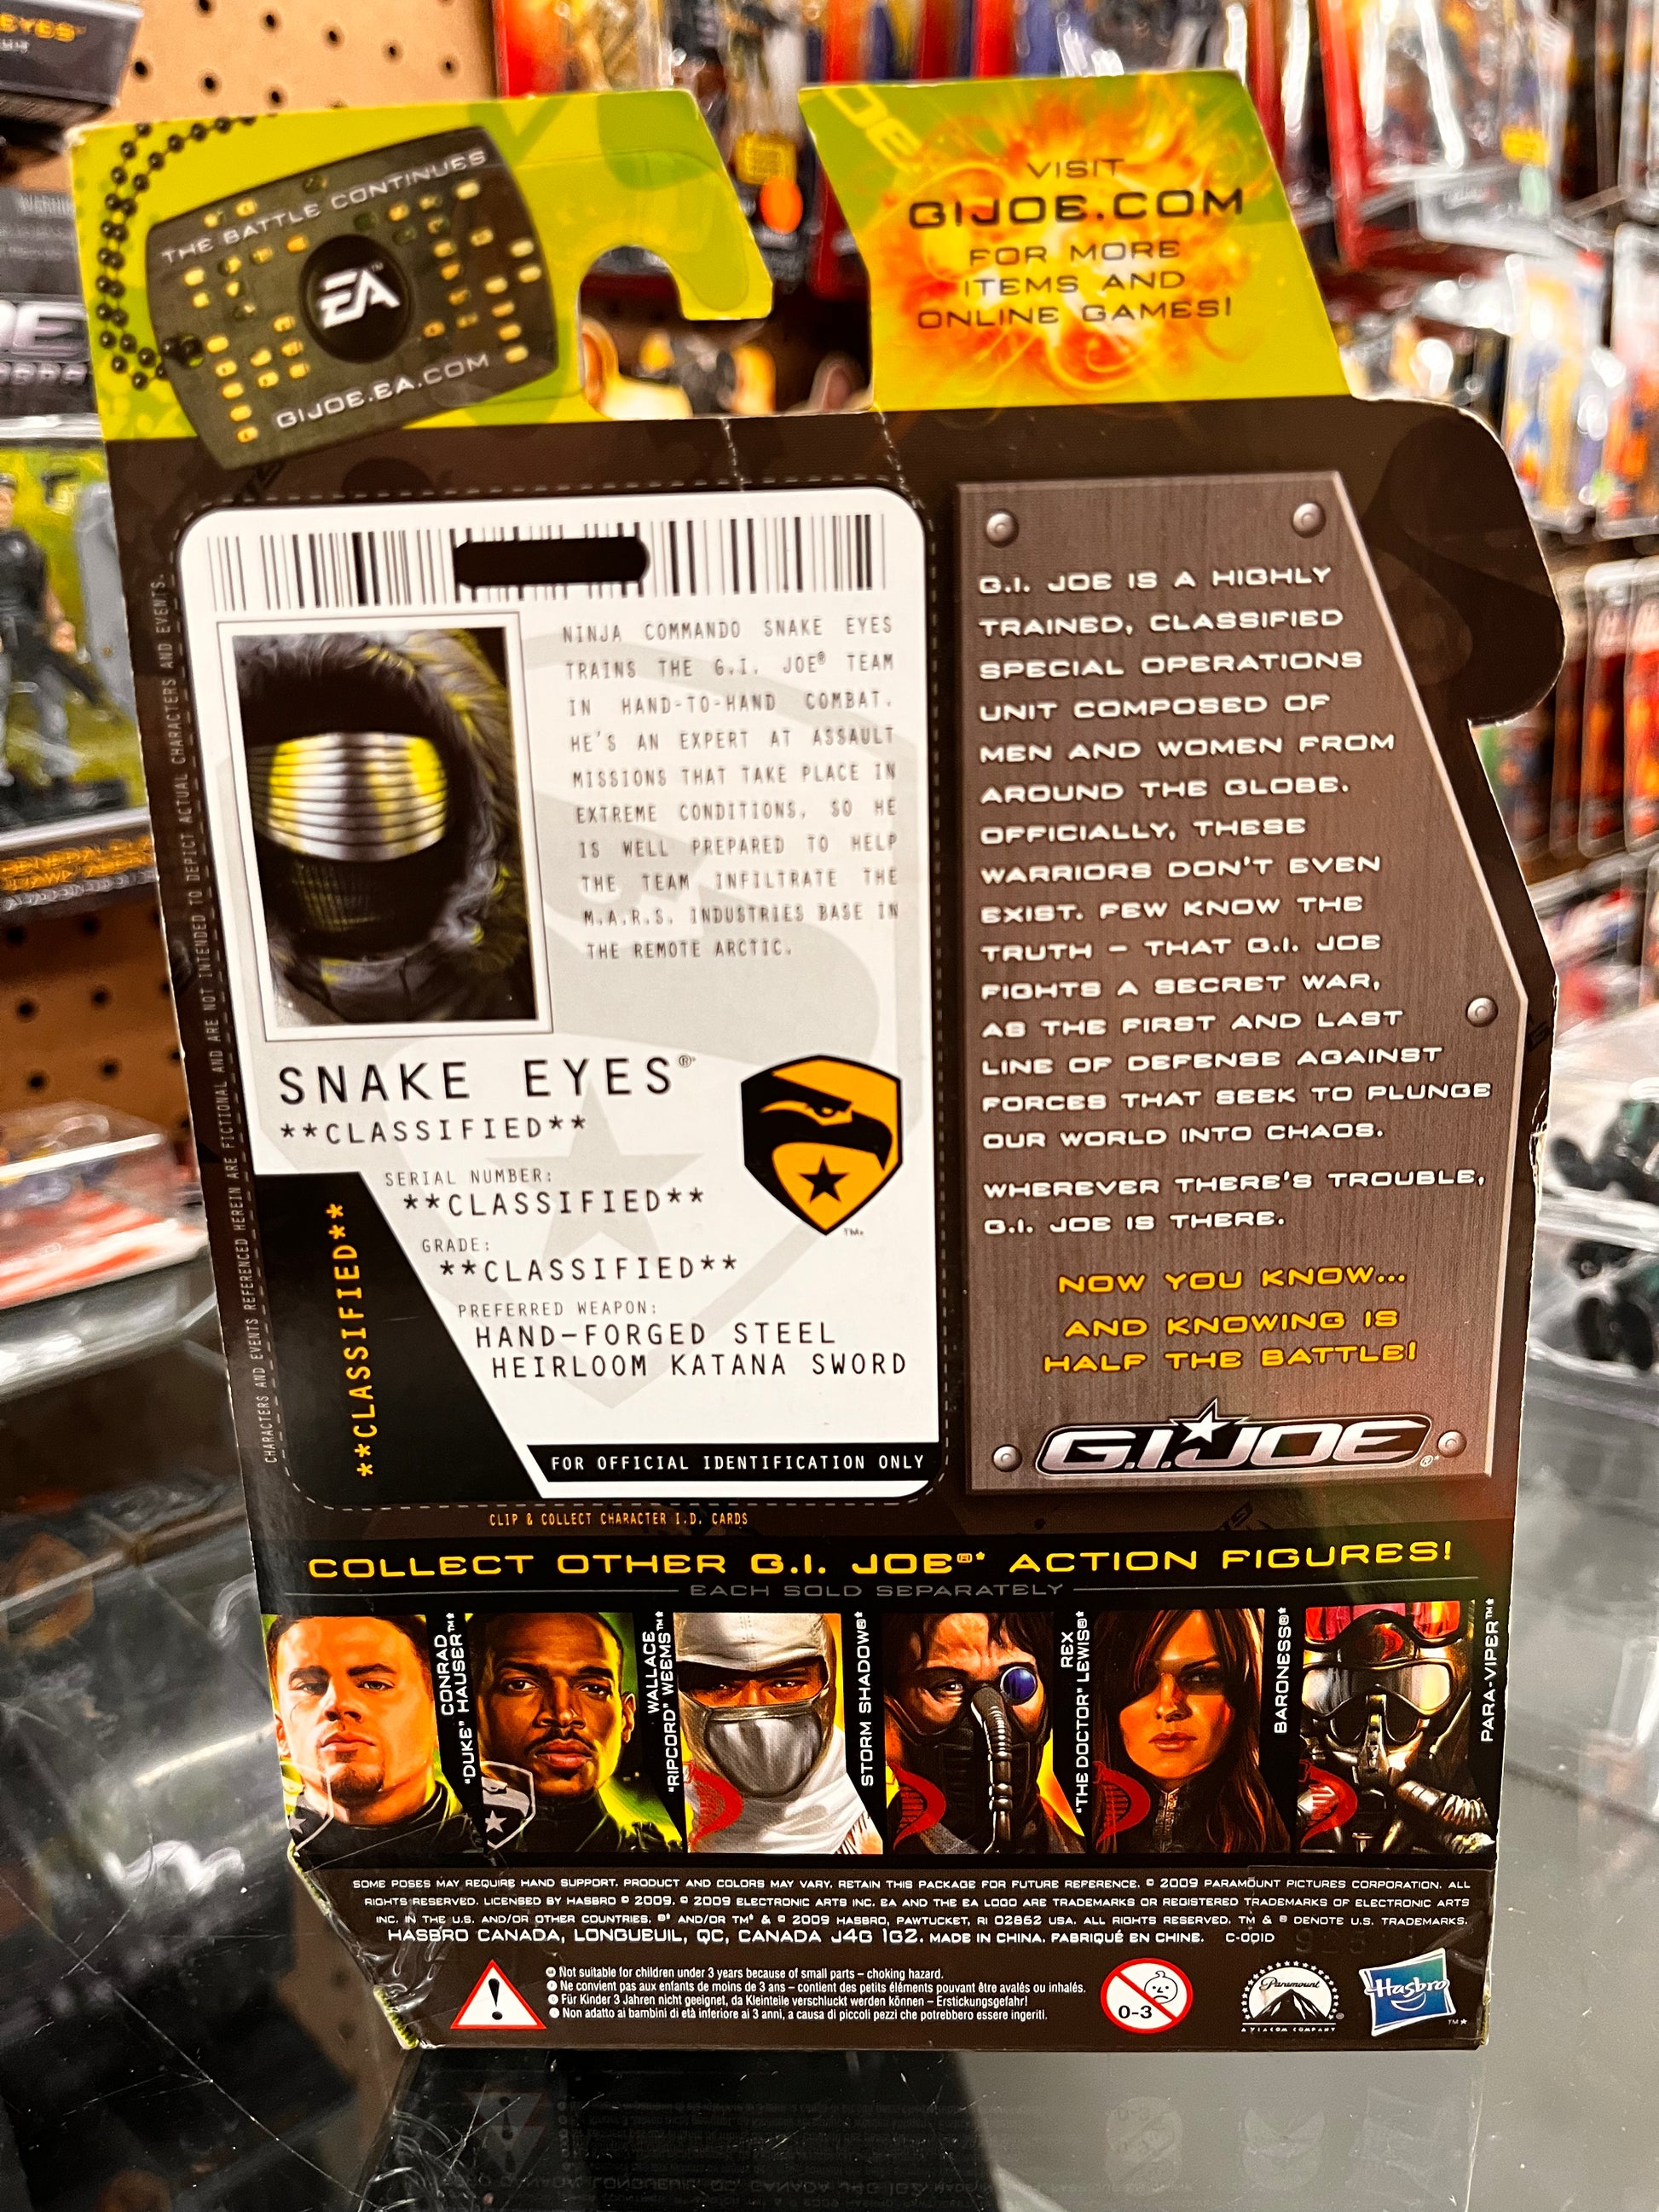 THE BATTLE CONTINUES
EA™
GIJOE.EA.COM
VISIT
GIJOE.COM
FOR MORE
ITEMS AND
ONLINE GAMES!
NINJA COMMANDO SNAKE EYES
TRAINS THE G.I. JOE® TEAM
IN HAND-TO-HAND COMBAT.
HE'S AN EXPERT AT ASSAULT
MISSIONS THAT TAKE PLACE IN
EXTREME CONDITIONS, SO HE
IS WELL PREPARED TO HELP
THE TEAM INFILTRATE THE
M.A.R.S. INDUSTRIES BASE IN
THE REMOTE ARCTIC.
SNAKE EYES®*
**CLASSIFIED**
SERIAL NUMBER:
**CLASSIFIED**
GRADE:
**CLASSIFIED**
PREFERRED WEAPON:
HAND-FORGED STEEL
HEIRLOOM KATANA SWORD
**CLASSIFIED**
FOR OFFICIAL IDENTIFICATION ONLY
CLIP & COLLECT CHARACTER I.D. CARDS
CHARACTERS AND EVENTS REFERENCED HEREIN ARE FICTIONAL AND ARE NOT INTENDED TO DEPICT ACTUAL CHARACTERS AND EVENTS.
G.I. JOE IS A HIGHLY
TRAINED, CLASSIFIED
SPECIAL OPERATIONS
UNIT COMPOSED OF
MEN AND WOMEN FROM
AROUND THE GLOBE.
OFFICIALLY, THESE
WARRIORS DON'T EVEN
EXIST. FEW KNOW THE
TRUTH – THAT G.I. JOE
FIGHTS A SECRET WAR,
AS THE FIRST AND LAST
LINE OF DEFENSE AGAINST
FORCES THAT SEEK TO PLUNGE
OUR WORLD INTO CHAOS.
WHEREVER THERE'S TROUBLE,
G.I. JOE IS THERE.
NOW YOU KNOW...
AND KNOWING IS
HALF THE BATTLE!
G.I.JOE®*
COLLECT OTHER G.I. JOE®* ACTION FIGURES!
EACH SOLD SEPARATELY
CONRAD
"DUKE" HAUSER™*
WALLACE
"RIPCORD" WEEMS™*
STORM SHADOW®*
REX
"THE DOCTOR" LEWIS®*
BARONESS®*
PARA-VIPER™*
SOME POSES MAY REQUIRE HAND SUPPORT. PRODUCT AND COLORS MAY VARY. RETAIN THIS PACKAGE FOR FUTURE REFERENCE. © 2009 PARAMOUNT PICTURES CORPORATION. ALL
RIGHTS RESERVED. LICENSED BY HASBRO © 2009. © 2009 ELECTRONIC ARTS INC. EA AND THE EA LOGO ARE TRADEMARKS OR REGISTERED TRADEMARKS OF ELECTRONIC ARTS
INC. IN THE U.S. AND/OR OTHER COUNTRIES. ®* AND/OR TM* & © 2009 HASBRO, PAWTUCKET, RI 02862 USA. ALL RIGHTS RESERVED. TM & ® DENOTE U.S. TRADEMARKS.
HASBRO CANADA, LONGUEUIL, QC, CANADA J4G 1G2. MADE IN CHINA. FABRIQUÉ EN CHINE. C-001D
Not suitable for children under 3 years because of small parts – choking hazard.
Ne convient pas aux enfants de moins de 3 ans – contient des petits éléments pouvant être avalés ou inhalés.
Für Kinder 3 Jahren nicht geeignet, da Kleinteile verschluckt werden können – Erstickungsgefahr!
Non adatto ai bambini di età inferiore ai 3 anni, a causa di piccoli pezzi che potrebbero essere ingeriti.
0-3
Paramount
A VIACOM COMPANY
Hasbro
™*